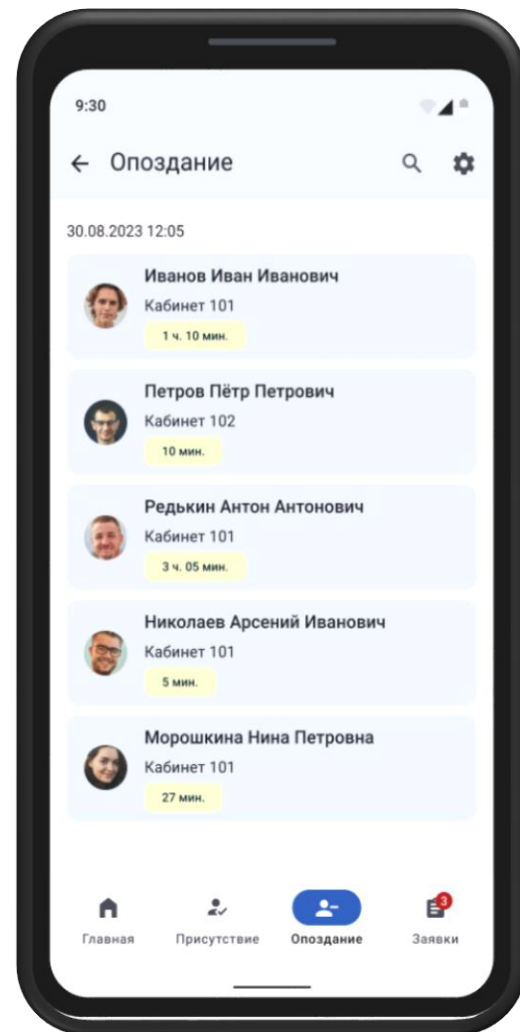 9:30
Опоздание
30.08.2023 12:05
Иванов Иван Иванович
Кабинет 101
1 ч. 10 мин.
Петров Пётр Петрович
Кабинет 102
10 мин.
Редькин Антон Антонович
Кабинет 101
3 ч. 05 мин.
Николаев Арсений Иванович
Кабинет 101
5 мин.
Морошкина Нина Петровна
Кабинет 101
27 мин.
3
Главная Присутствие Опоздание Заявки